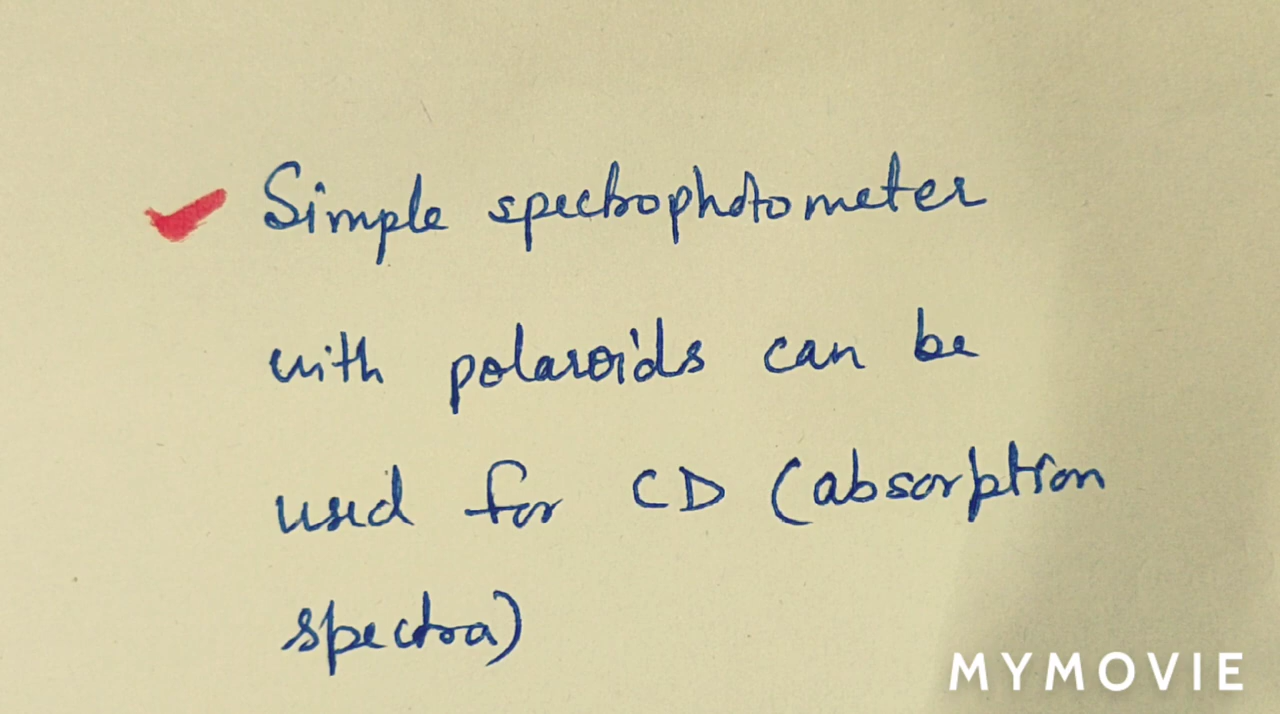 Simple spectrophotometer
with polaroids can be
used for CD (absorption
spectra)
MYMOVIE